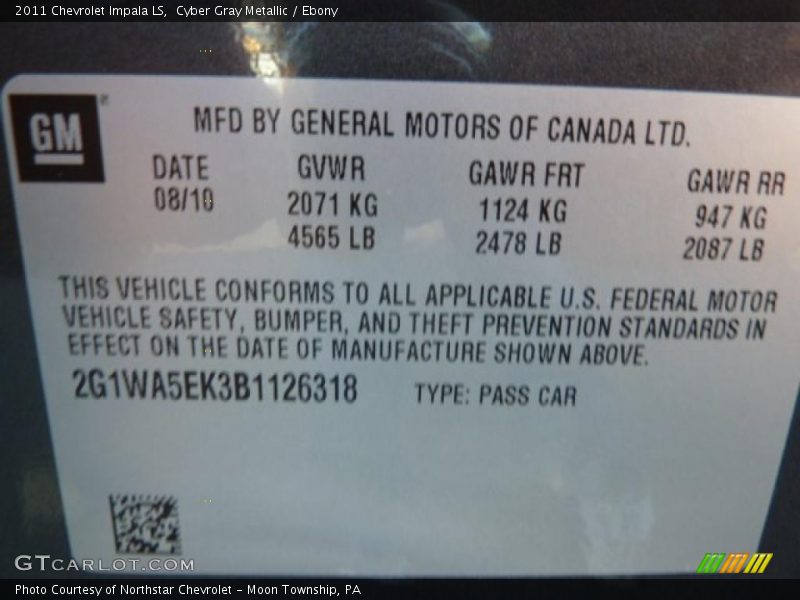 2011 Chevrolet Impala LS, Cyber Gray Metallic / Ebony
GM
MFD BY GENERAL MOTORS OF CANADA LTD.
DATE GVWR GAWR FRT GAWR RR
08/10 2071 KG 1124 KG 947 KG
4565 LB 2478 LB 2087 LB
THIS VEHICLE CONFORMS TO ALL APPLICABLE U.S. FEDERAL MOTOR
VEHICLE SAFETY, BUMPER, AND THEFT PREVENTION STANDARDS IN
EFFECT ON THE DATE OF MANUFACTURE SHOWN ABOVE.
2G1WA5EK3B1126318 TYPE: PASS CAR
GTCARLOT.COM
Photo Courtesy of Northstar Chevrolet - Moon Township, PA